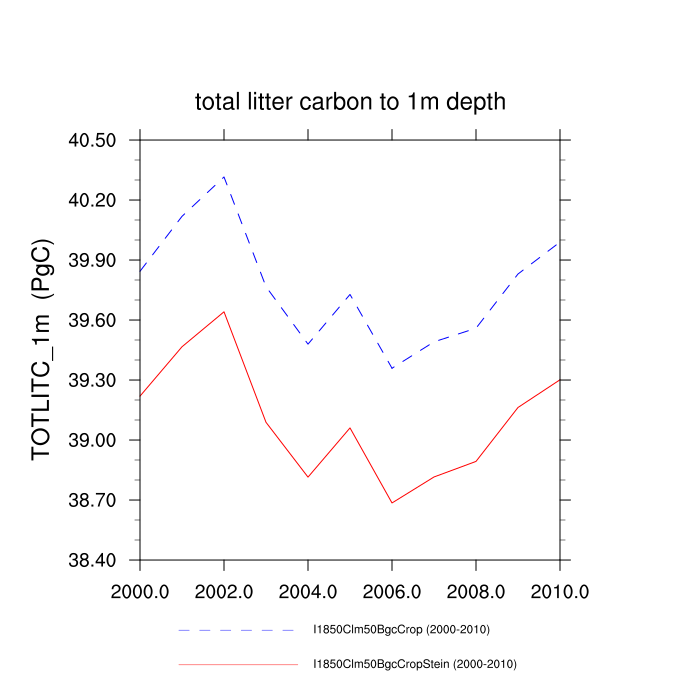 total litter carbon to 1m depth
TOTLITC_1m (PgC)
40.50
40.20
39.90
39.60
39.30
39.00
38.70
38.40
2000.0 2002.0 2004.0 2006.0 2008.0 2010.0
I1850Clm50BgcCrop (2000-2010)
I1850Clm50BgcCropStein (2000-2010)